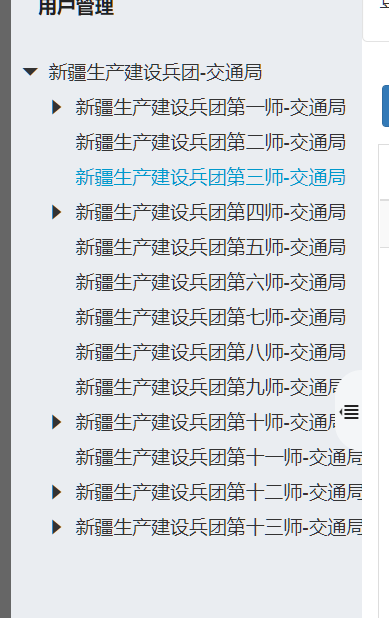 用户管理
新疆生产建设兵团-交通局
新疆生产建设兵团第一师-交通局
新疆生产建设兵团第二师-交通局
新疆生产建设兵团第三师-交通局
新疆生产建设兵团第四师-交通局
新疆生产建设兵团第五师-交通局
新疆生产建设兵团第六师-交通局
新疆生产建设兵团第七师-交通局
新疆生产建设兵团第八师-交通局
新疆生产建设兵团第九师-交通局
新疆生产建设兵团第十师-交通局
新疆生产建设兵团第十一师-交通局
新疆生产建设兵团第十二师-交通局
新疆生产建设兵团第十三师-交通局